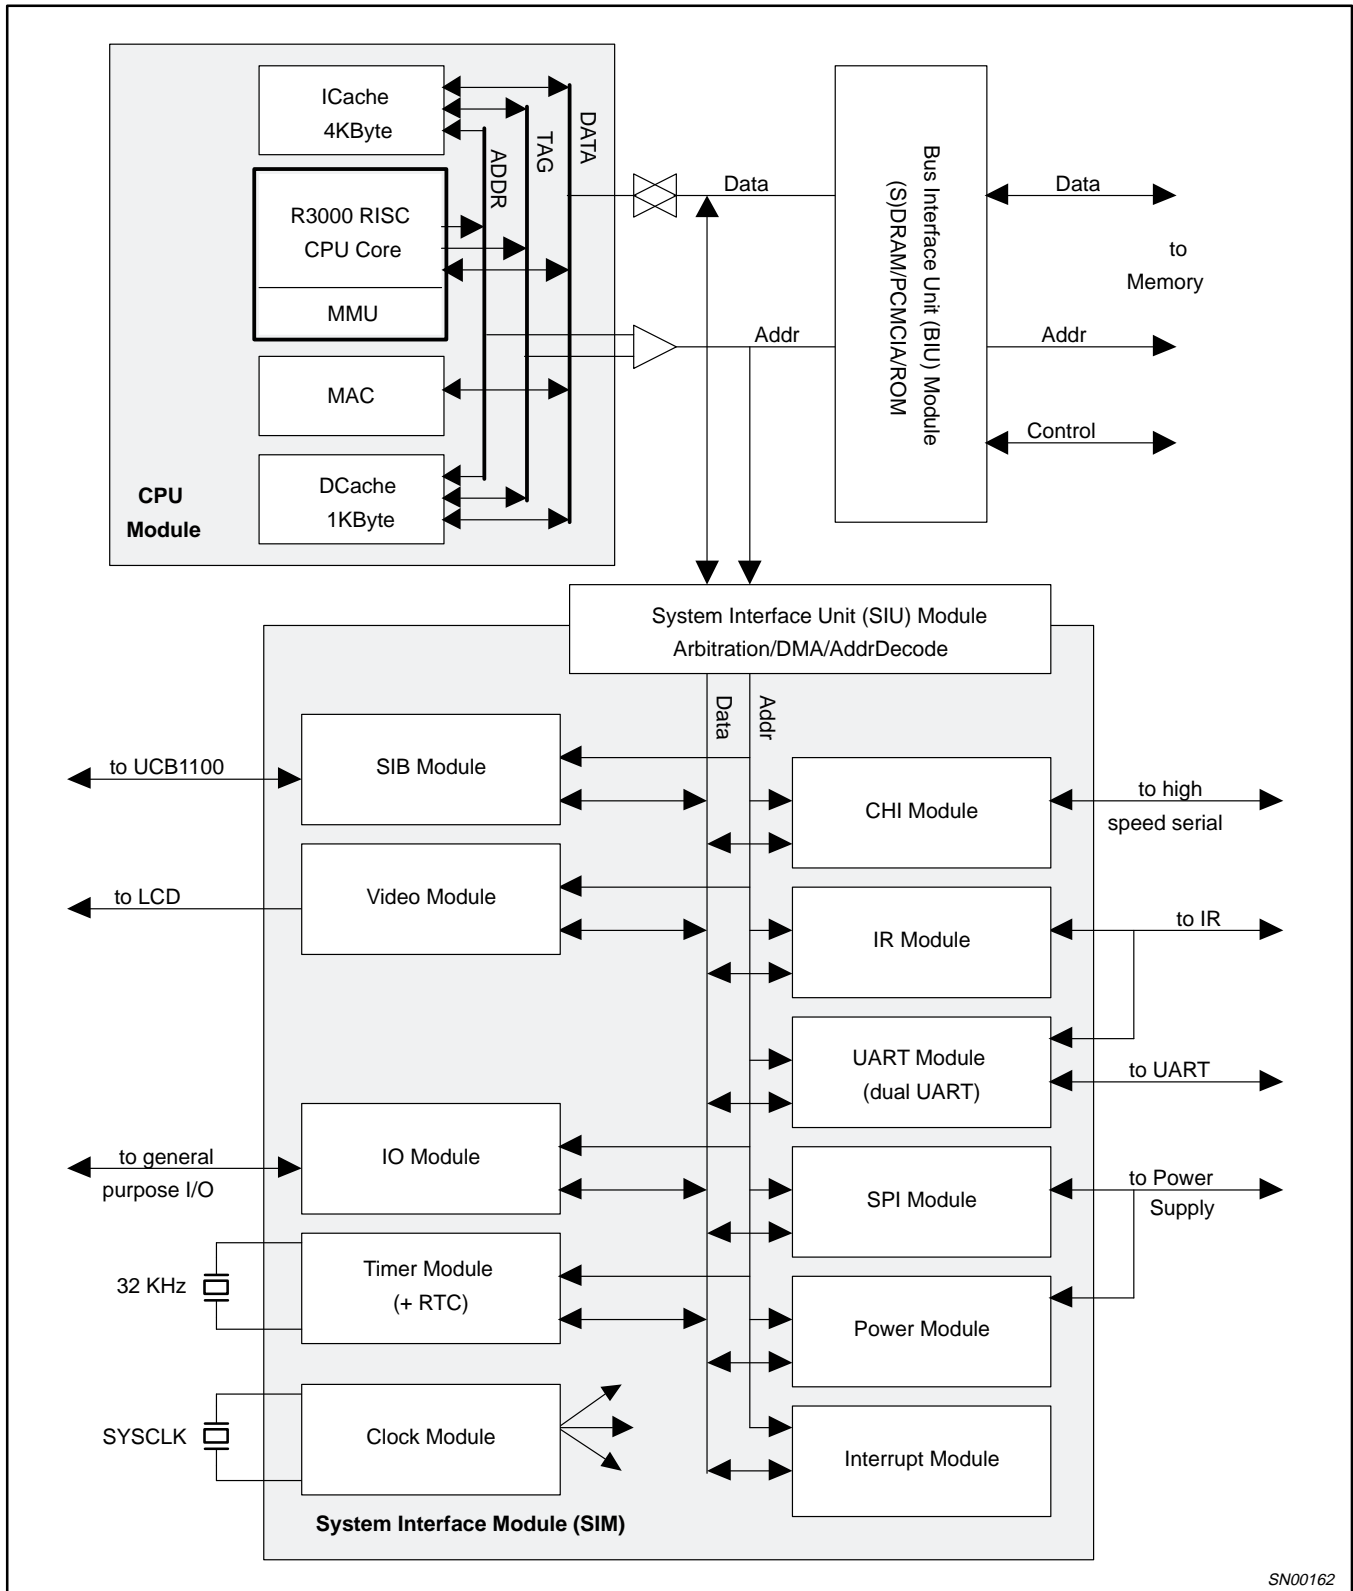 ICache
4KByte
R3000 RISC
CPU Core
MMU
MAC
DCache
1KByte
CPU
Module
ADDR
TAG
DATA
Data
Addr
Bus Interface Unit (BIU) Module
(S)DRAM/PCMCIA/ROM
Data
to
Memory
Addr
Control
System Interface Unit (SIU) Module
Arbitration/DMA/AddrDecode
Data
Addr
to UCB1100
SIB Module
to LCD
Video Module
to general
purpose I/O
IO Module
32 KHz
Timer Module
(+ RTC)
SYSCLK
Clock Module
CHI Module
to high
speed serial
IR Module
to IR
UART Module
(dual UART)
to UART
SPI Module
to Power
Supply
Power Module
Interrupt Module
System Interface Module (SIM)
SN00162